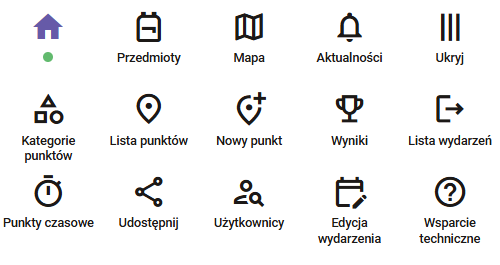 Przedmioty
Mapa
Aktualności
Ukryj
Kategorie
punktów
Lista punktów
Nowy punkt
Wyniki
Lista wydarzeń
Punkty czasowe
Udostępnij
Użytkownicy
Edycja
wydarzenia
Wsparcie
techniczne